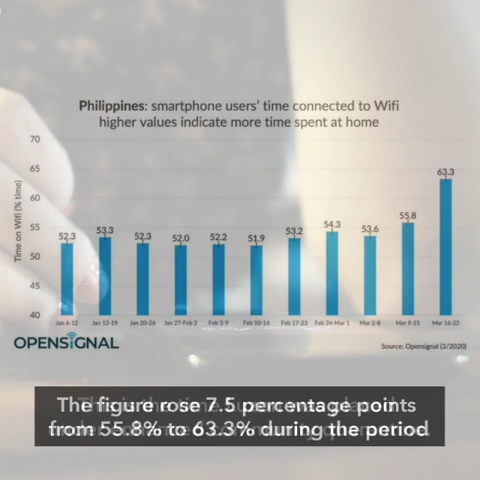 Philippines: smartphone users' time connected to Wifi
higher values indicate more time spent at home
Time on Wifi (% time)
70
65
60
55
50
45
40
52.3
53.3
52.3
52.0
52.2
51.9
53.2
54.3
53.6
55.8
63.3
Jan 6-12
Jan 13-19
Jan 20-26
Jan 27-Feb 2
Feb 3-9
Feb 10-16
Feb 17-23
Feb 24-Mar 1
Mar 2-8
Mar 9-15
Mar 16-22
OPENSIGNAL
Source: Opensignal (3/2020)
The figure rose 7.5 percentage points
from 55.8% to 63.3% during the period